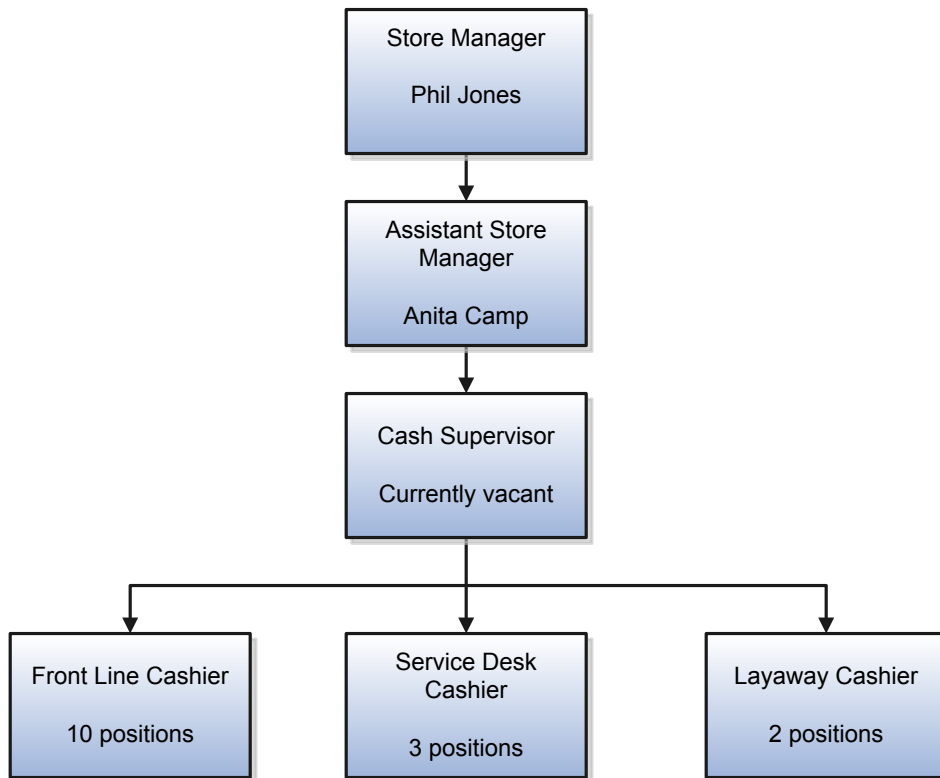 Store Manager
Phil Jones
Assistant Store
Manager
Anita Camp
Cash Supervisor
Currently vacant
Front Line Cashier
10 positions
Service Desk
Cashier
3 positions
Layaway Cashier
2 positions